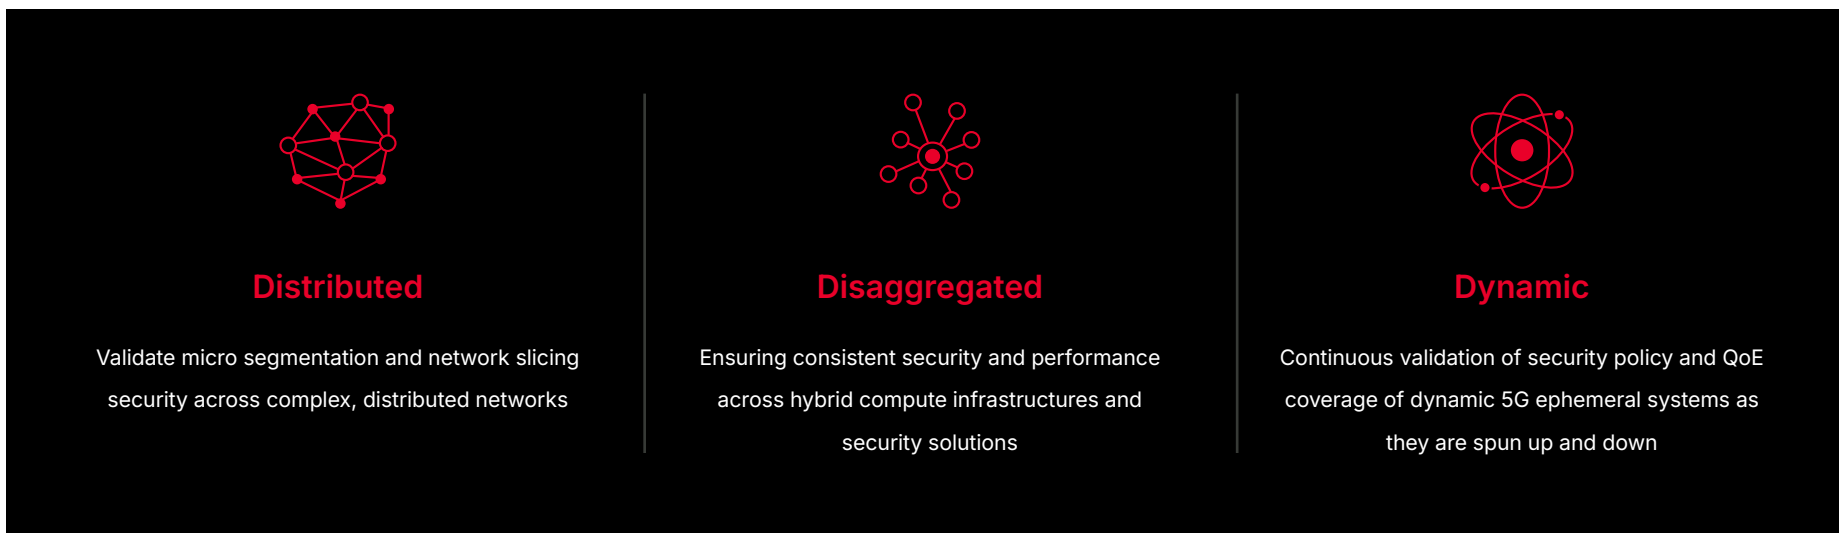 Distributed
Validate micro segmentation and network slicing
security across complex, distributed networks
Disaggregated
Ensuring consistent security and performance
across hybrid compute infrastructures and
security solutions
Dynamic
Continuous validation of security policy and QoE
coverage of dynamic 5G ephemeral systems as
they are spun up and down